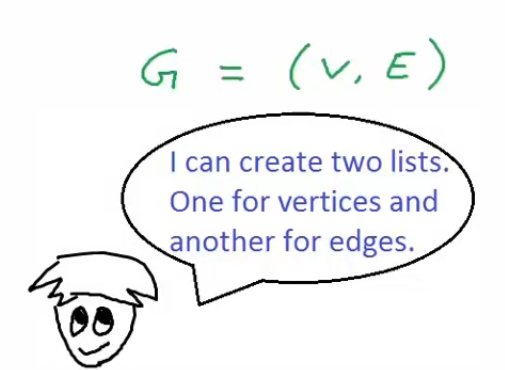 G = (V, E)
I can create two lists.
One for vertices and
another for edges.